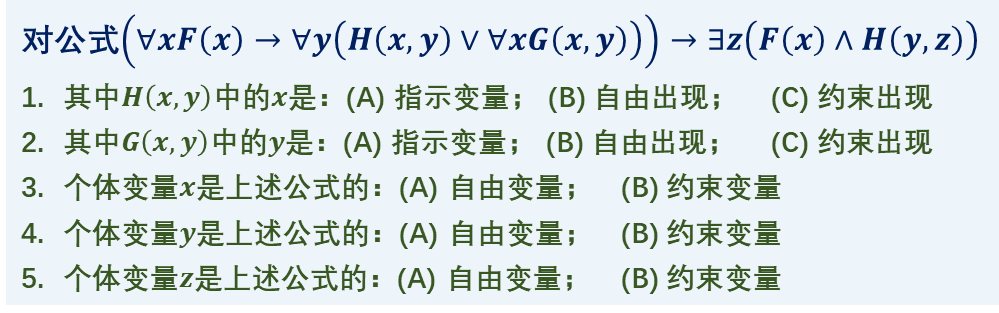 对公式(∀xF(x) → ∀y(H(x, y) ∨ ∀xG(x, y))) → ∃z(F(x) ∧ H(y, z))
1. 其中H(x, y)中的x是：(A) 指示变量； (B) 自由出现； (C) 约束出现
2. 其中G(x, y)中的y是：(A) 指示变量； (B) 自由出现； (C) 约束出现
3. 个体变量x是上述公式的：(A) 自由变量； (B) 约束变量
4. 个体变量y是上述公式的：(A) 自由变量； (B) 约束变量
5. 个体变量z是上述公式的：(A) 自由变量； (B) 约束变量